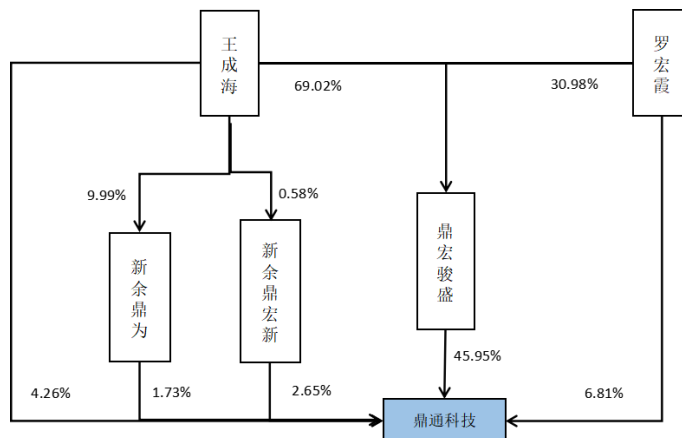 王成海
罗宏霞
69.02%
30.98%
9.99%
0.58%
新余鼎为
新余鼎宏新
鼎宏骏盛
45.95%
4.26%
1.73%
2.65%
6.81%
鼎通科技